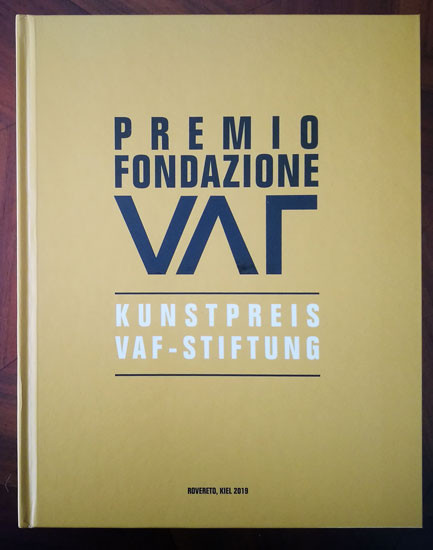 PREMIO
FONDAZIONE
VAF
KUNSTPREIS
VAF-STIFTUNG
ROVERETO, KIEL 2019